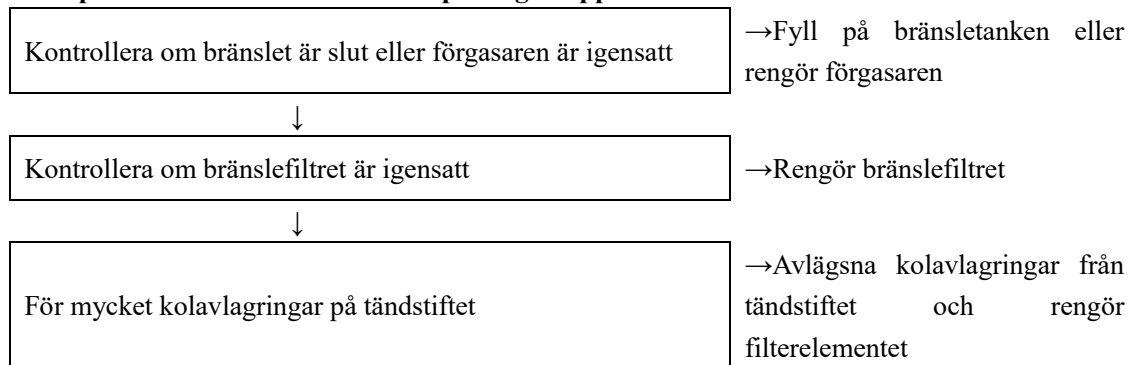 Kontrollera om bränslet är slut eller förgasaren är igensatt
→Fyll på bränsletanken eller
rengör förgasaren
↓
Kontrollera om bränslefiltret är igensatt
→Rengör bränslefiltret
↓
För mycket kolavlagringar på tändstiftet
→Avlägsna kolavlagringar från
tändstiftet och rengör
filterelementet